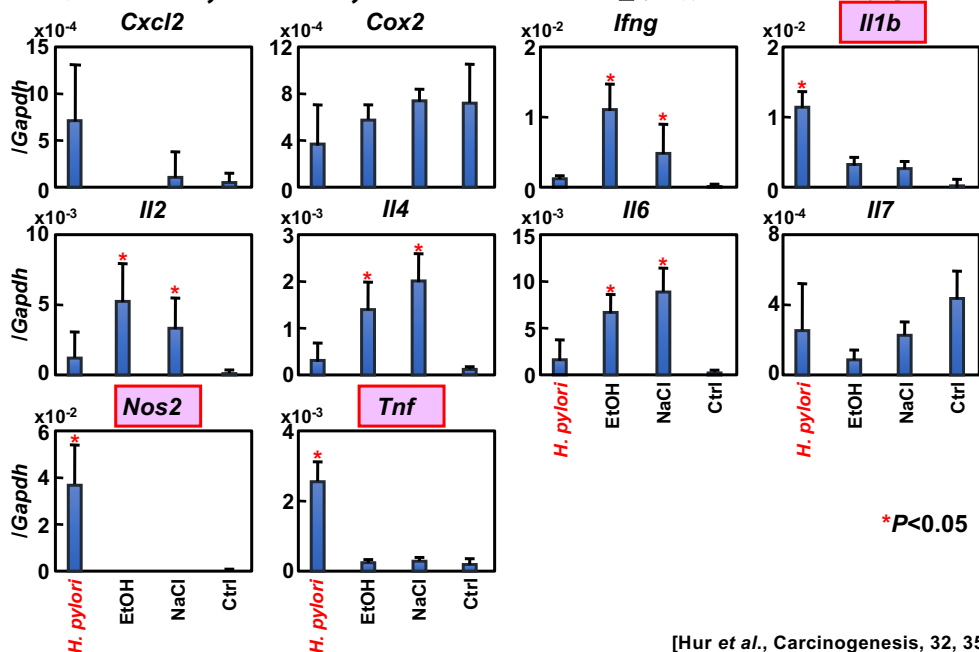 Cxcl2
x10-4
15
10
5
0
/Gapdh
Cox2
x10-4
12
8
4
0
Ifng
x10-2
2
1
0
Il1b
x10-2
2
1
0
Il2
x10-3
10
5
0
/Gapdh
Il4
x10-3
3
2
1
0
Il6
x10-3
15
10
5
0
Il7
x10-4
8
4
0
Nos2
x10-2
6
4
2
0
/Gapdh
Tnf
x10-3
4
2
0
* * * * * * * * * * *
H. pylori EtOH NaCl Ctrl
H. pylori EtOH NaCl Ctrl
H. pylori EtOH NaCl Ctrl
H. pylori EtOH NaCl Ctrl
*P<0.05
[Hur et al., Carcinogenesis, 32, 35